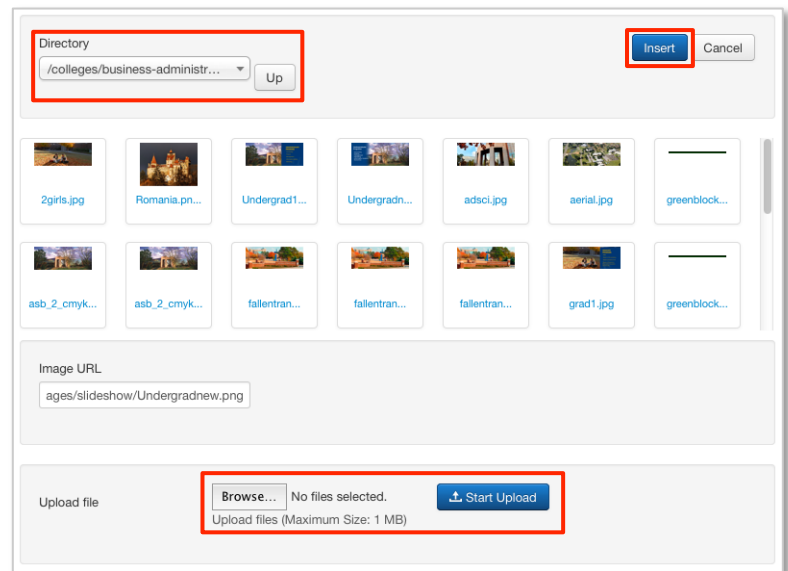 Directory
/colleges/business-administr...
Up
Insert
Cancel
2girls.jpg
Romania.pn...
Undergrad1...
Undergradn...
adsci.jpg
aerial.jpg
greenblock...
asb_2_cmyk...
asb_2_cmyk...
fallentran...
fallentran...
fallentran...
grad1.jpg
greenblock...
Image URL
ages/slideshow/Undergradnew.png
Upload file
Browse... No files selected.
Start Upload
Upload files (Maximum Size: 1 MB)